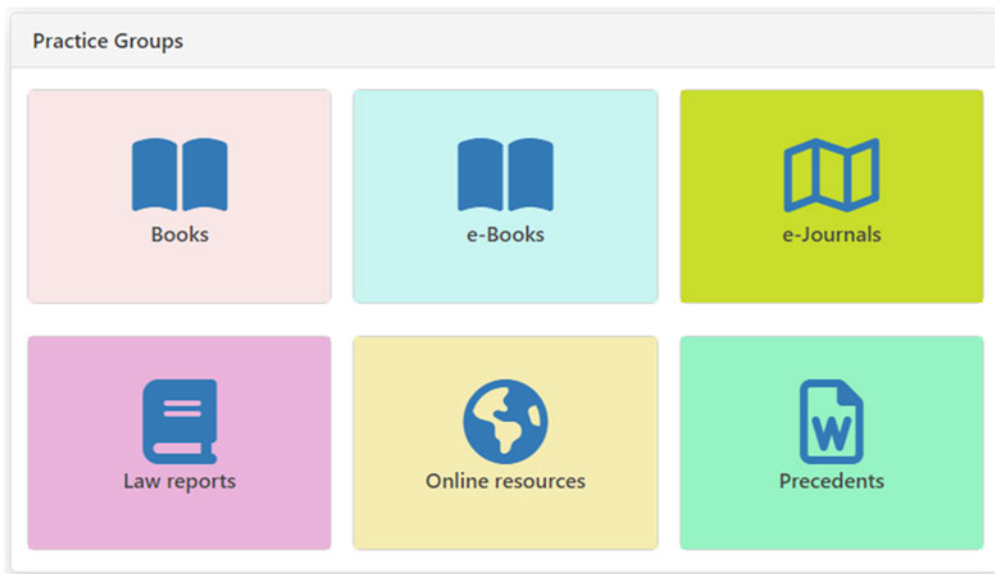 Practice Groups
Books
e-Books
e-Journals
Law reports
Online resources
W
Precedents